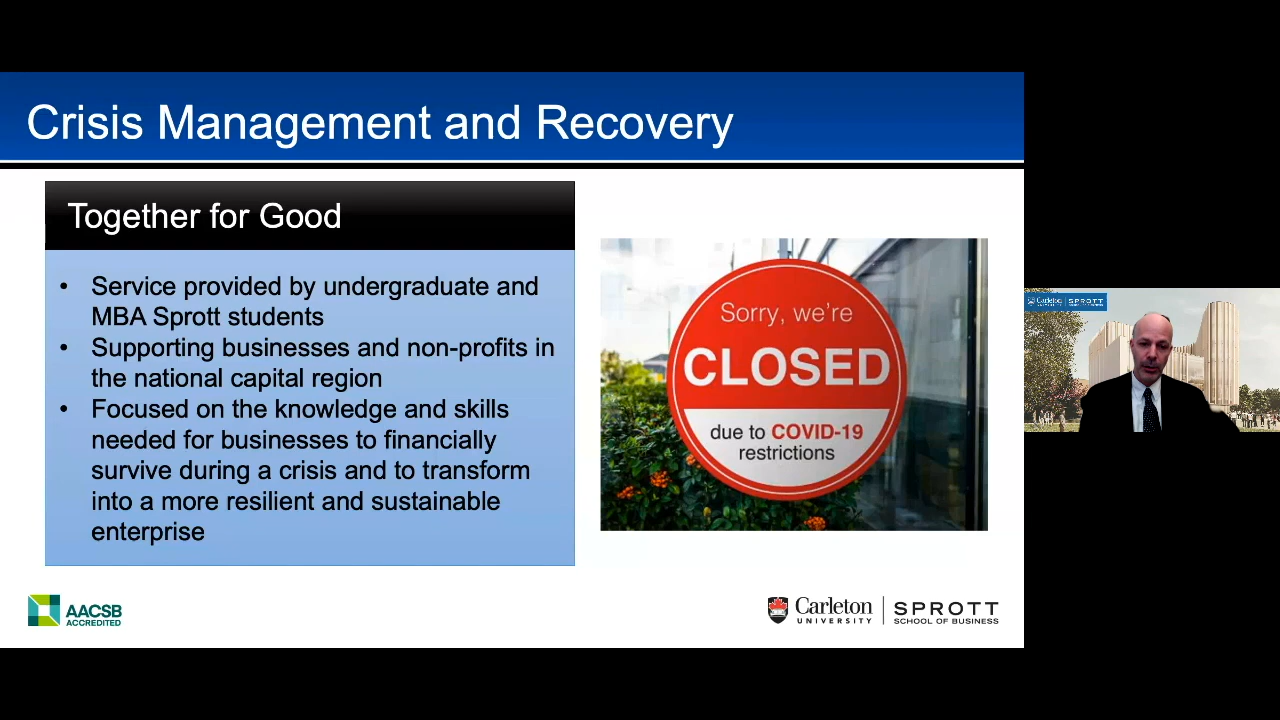 Crisis Management and Recovery
Together for Good
• Service provided by undergraduate and
MBA Sprott students
• Supporting businesses and non-profits in
the national capital region
• Focused on the knowledge and skills
needed for businesses to financially
survive during a crisis and to transform
into a more resilient and sustainable
enterprise
Sorry, we're
CLOSED
due to COVID-19
restrictions
AACSB
ACCREDITED
Carleton
UNIVERSITY
SPROTT
SCHOOL OF BUSINESS
Carleton
SPROTT